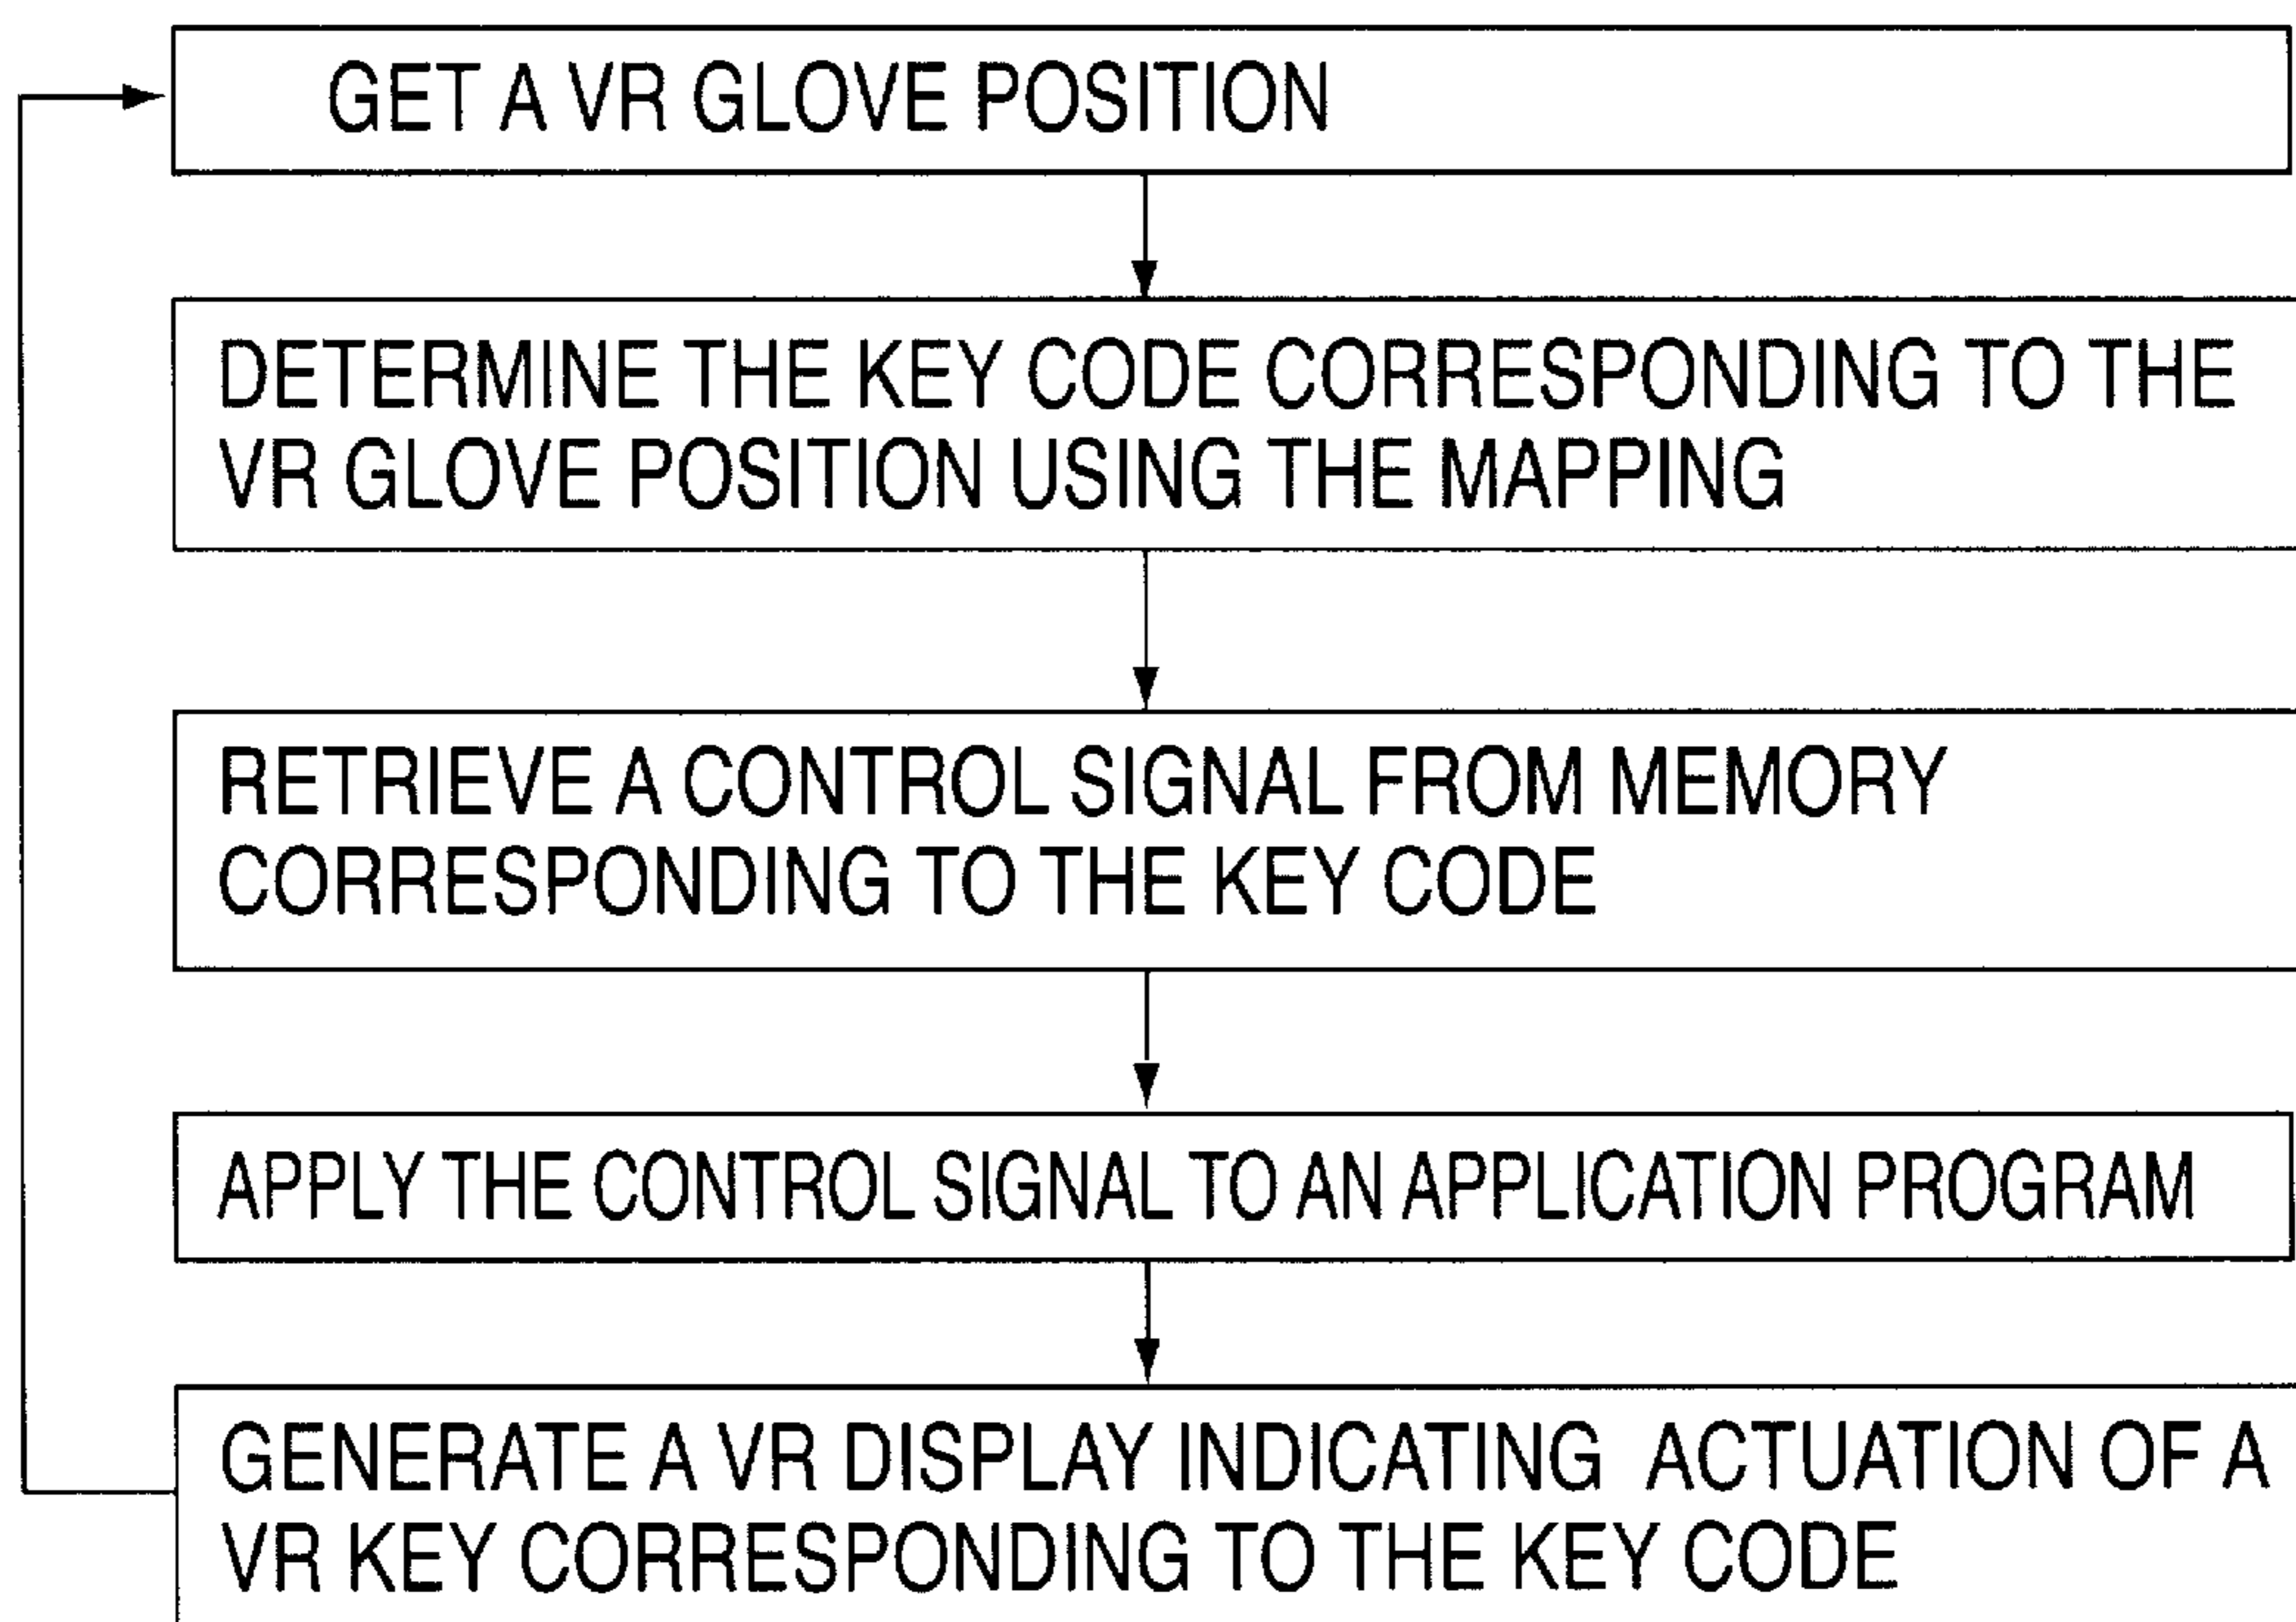 GET A VR GLOVE POSITION
DETERMINE THE KEY CODE CORRESPONDING TO THE
VR GLOVE POSITION USING THE MAPPING
RETRIEVE A CONTROL SIGNAL FROM MEMORY
CORRESPONDING TO THE KEY CODE
APPLY THE CONTROL SIGNAL TO AN APPLICATION PROGRAM
GENERATE A VR DISPLAY INDICATING ACTUATION OF A
VR KEY CORRESPONDING TO THE KEY CODE